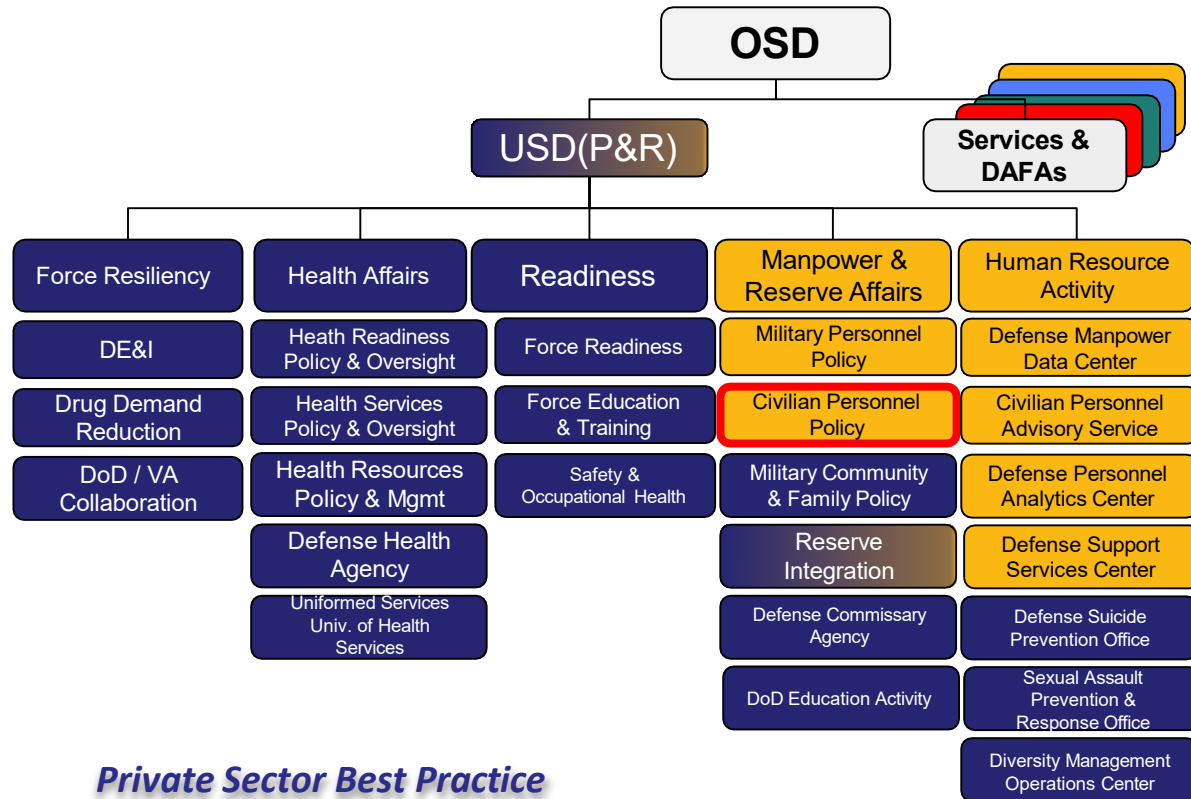 OSD
Services &
DAFAs
USD(P&R)
Force Resiliency
DE&I
Drug Demand
Reduction
DoD / VA
Collaboration
Health Affairs
Heath Readiness
Policy & Oversight
Health Services
Policy & Oversight
Health Resources
Policy & Mgmt
Defense Health
Agency
Uniformed Services
Univ. of Health
Services
Readiness
Force Readiness
Force Education
& Training
Safety &
Occupational Health
Manpower &
Reserve Affairs
Military Personnel
Policy
Civilian Personnel
Policy
Military Community
& Family Policy
Reserve
Integration
Defense Commissary
Agency
DoD Education Activity
Human Resource
Activity
Defense Manpower
Data Center
Civilian Personnel
Advisory Service
Defense Personnel
Analytics Center
Defense Support
Services Center
Defense Suicide
Prevention Office
Sexual Assault
Prevention &
Response Office
Diversity Management
Operations Center
Private Sector Best Practice